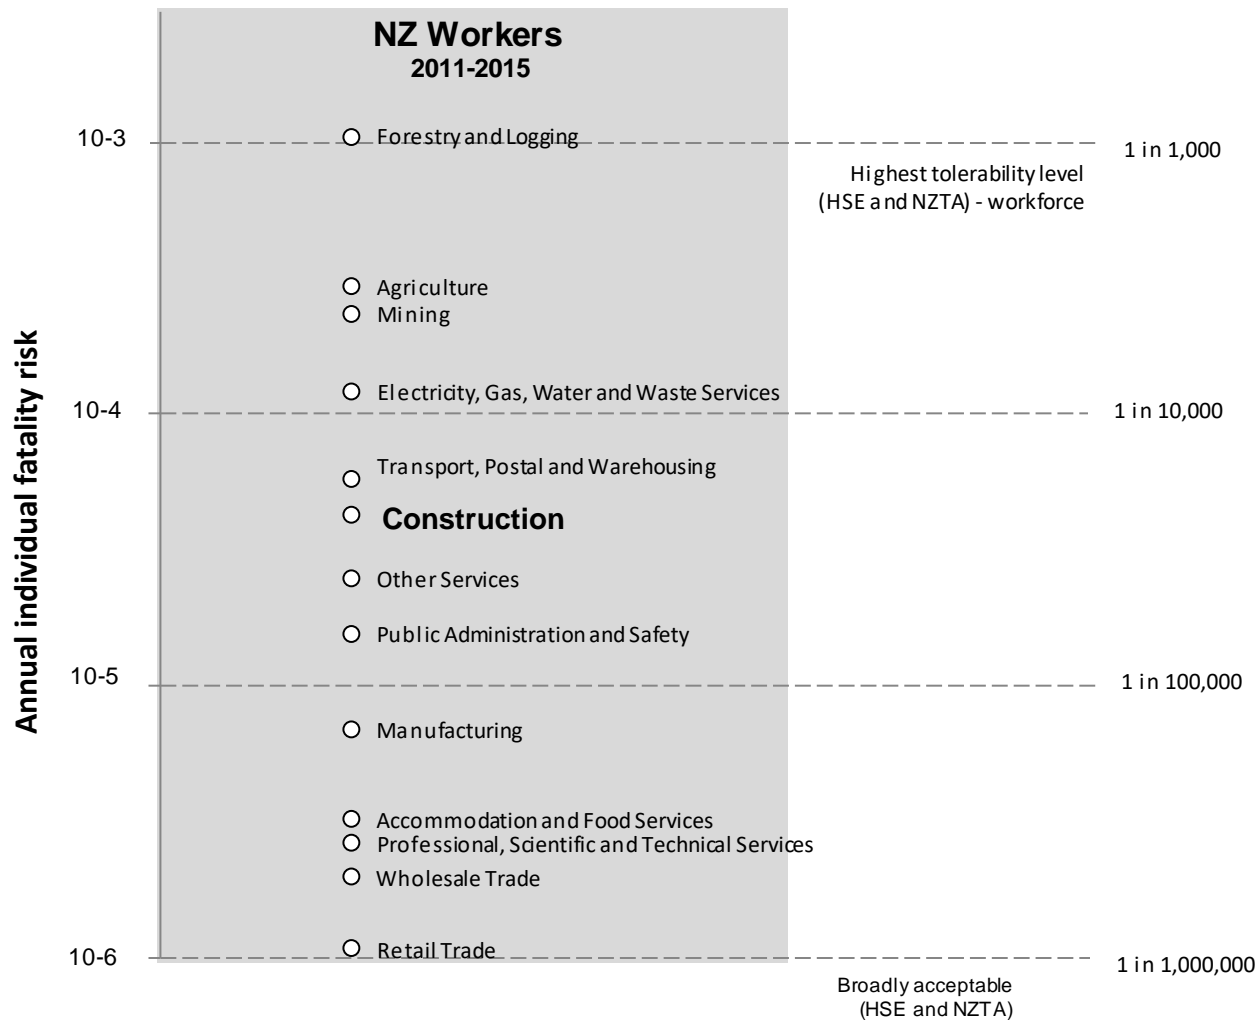 NZ Workers
2011-2015
Annual individual fatality risk
10-3
Forestry and Logging
1 in 1,000
Highest tolerability level
(HSE and NZTA) - workforce
Agriculture
Mining
Electricity, Gas, Water and Waste Services
10-4
1 in 10,000
Transport, Postal and Warehousing
Construction
Other Services
Public Administration and Safety
10-5
1 in 100,000
Manufacturing
Accommodation and Food Services
Professional, Scientific and Technical Services
Wholesale Trade
Retail Trade
10-6
1 in 1,000,000
Broadly acceptable
(HSE and NZTA)